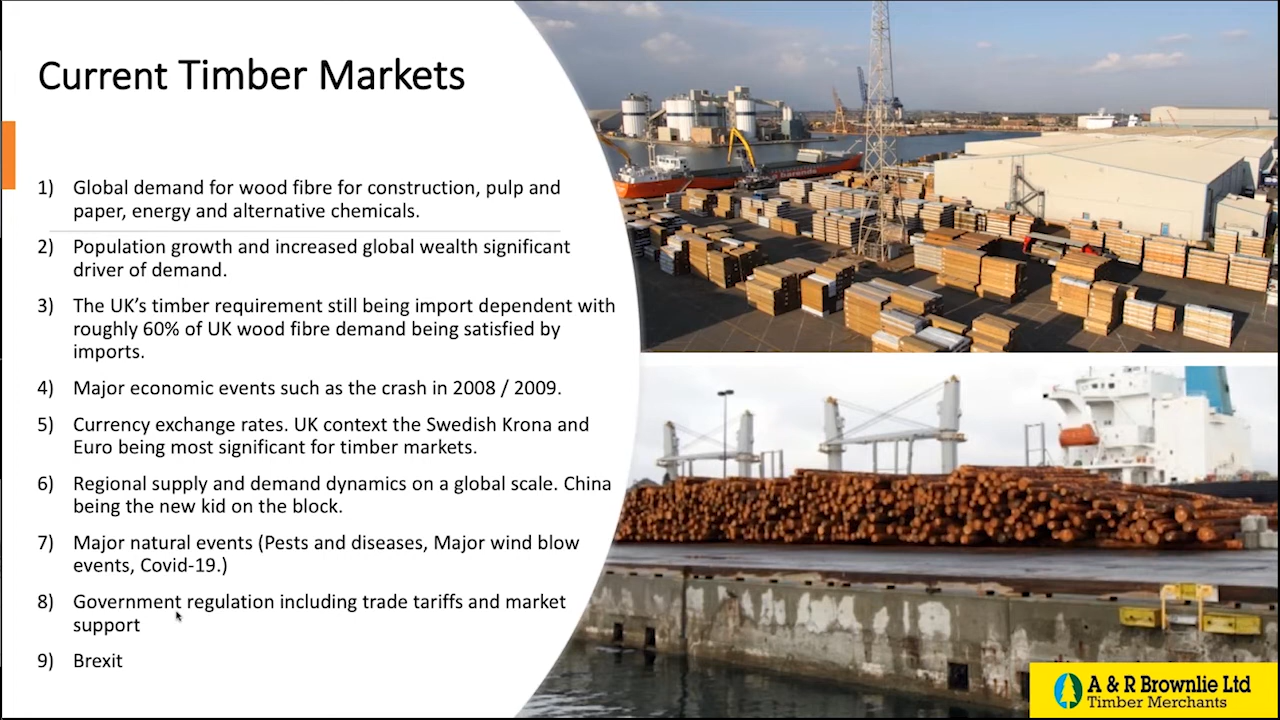 Current Timber Markets
1) Global demand for wood fibre for construction, pulp and
paper, energy and alternative chemicals.
2) Population growth and increased global wealth significant
driver of demand.
3) The UK’s timber requirement still being import dependent with
roughly 60% of UK wood fibre demand being satisfied by
imports.
4) Major economic events such as the crash in 2008 / 2009.
5) Currency exchange rates. UK context the Swedish Krona and
Euro being most significant for timber markets.
6) Regional supply and demand dynamics on a global scale. China
being the new kid on the block.
7) Major natural events (Pests and diseases, Major wind blow
events, Covid-19.)
8) Government regulation including trade tariffs and market
support
9) Brexit
A & R Brownlie Ltd
Timber Merchants